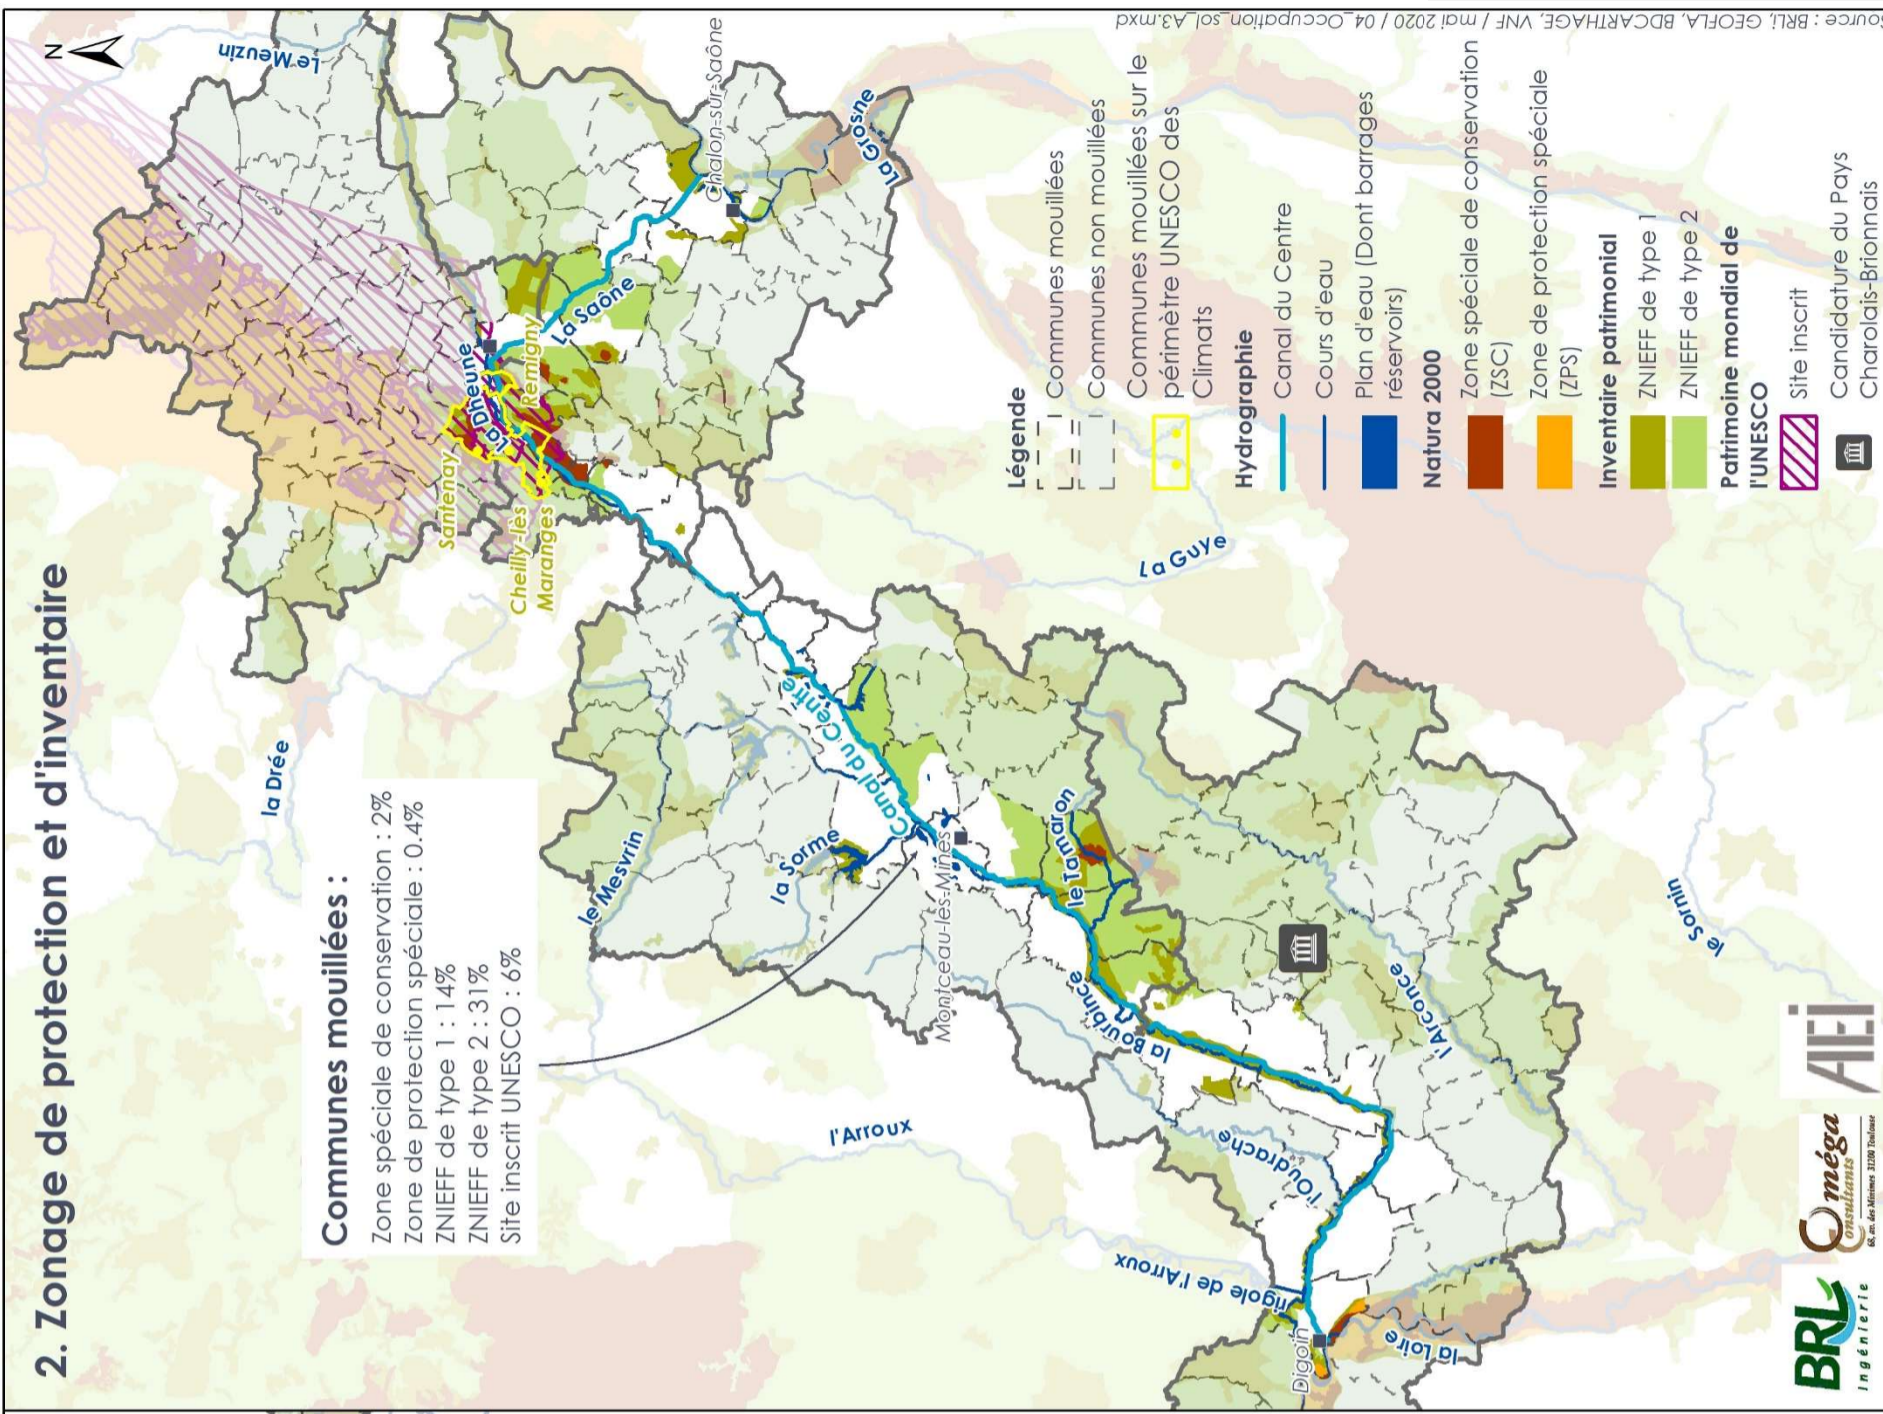 2. Zonage de protection et d'inventaire
Communes mouillées :
Zone spéciale de conservation : 2%
Zone de protection spéciale : 0.4%
ZNIEFF de type 1 : 14%
ZNIEFF de type 2 : 31%
Site inscrit UNESCO : 6%
N
Le Meuzin
la Drée
Santenay
Cheilly-lès
Maranges
La Dheune
Remigny
La Saône
Chalon-sur-Saône
La Grosne
le Mesvrin
la Sorme
Canal du Centre
Montceau-les-Mines
le Tamaron
La Guye
l'Arroux
la Bourbince
l'Oudrache
rigole de l'Arroux
Digoin
la Loire
l'Arconce
le Sornin
Légende
Communes mouillées
Communes non mouillées
Communes mouillées sur le
périmètre UNESCO des
Climats
Hydrographie
Canal du Centre
Cours d'eau
Plan d'eau (Dont barrages
réservoirs)
Natura 2000
Zone spéciale de conservation
(ZSC)
Zone de protection spéciale
(ZPS)
Inventaire patrimonial
ZNIEFF de type 1
ZNIEFF de type 2
Patrimoine mondial de
l'UNESCO
Site inscrit
Candidature du Pays
Charolais-Brionnais
BRL
Ingénierie
Oméga
Consultants
68, av. des Minimes 31200 Toulouse
AEI
Source : BRLi, GEOFLA, BDCARTHAGE, VNF / mai 2020 / 04_Occupation_sol_A3.mxd